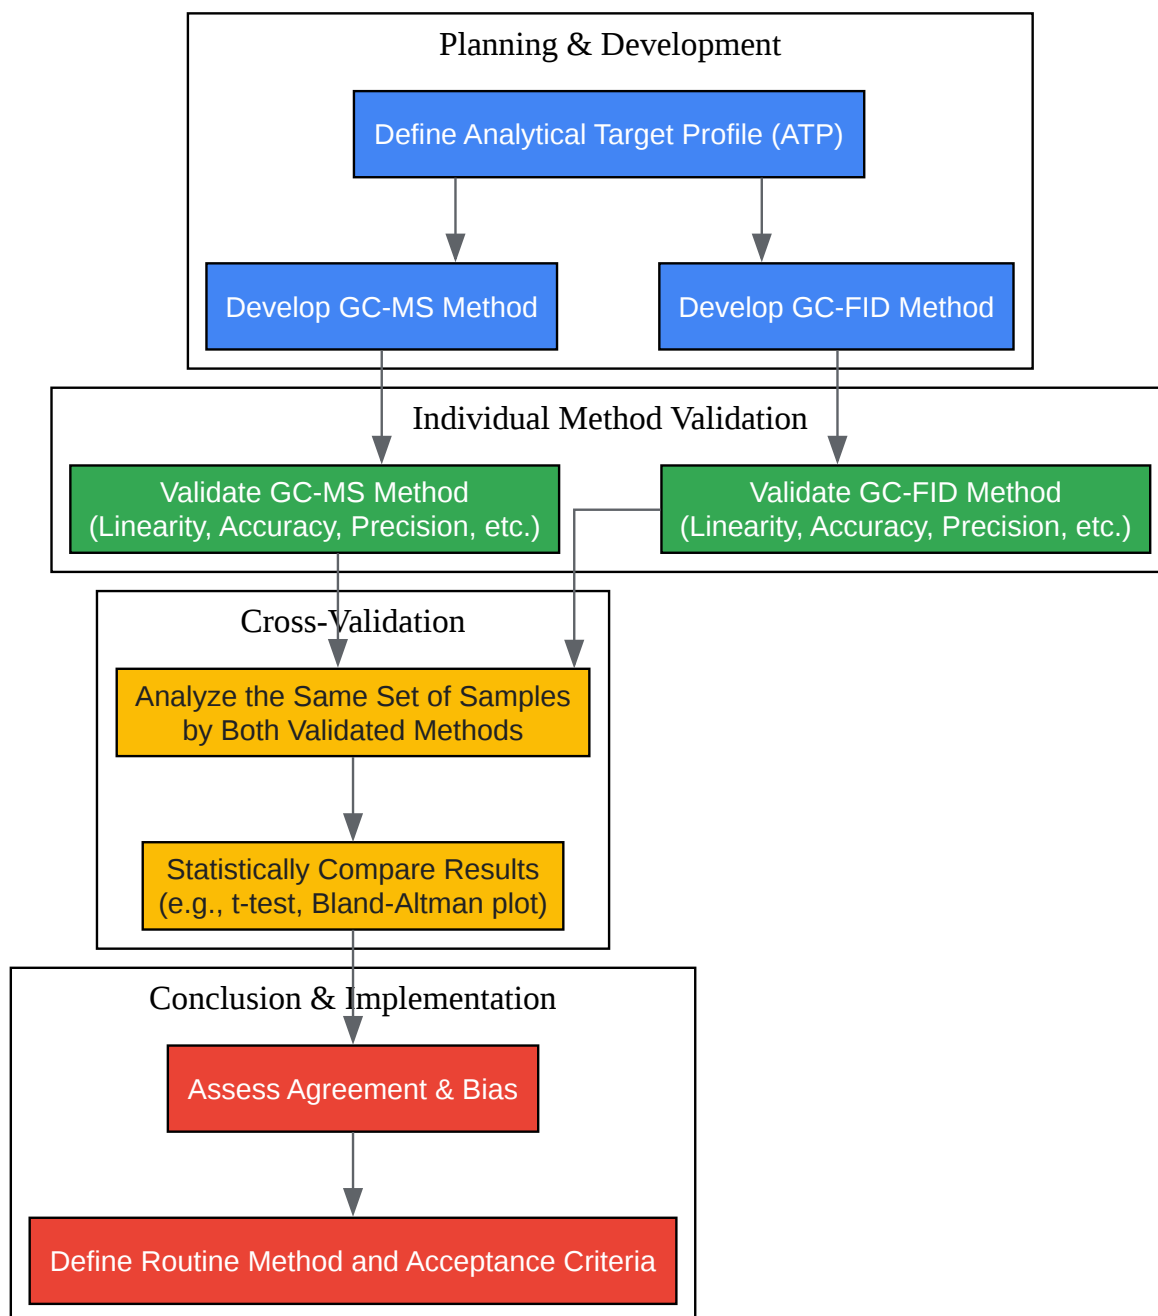 Planning & Development
Define Analytical Target Profile (ATP)
Develop GC-MS Method
Develop GC-FID Method
Individual Method Validation
Validate GC-MS Method
(Linearity, Accuracy, Precision, etc.)
Validate GC-FID Method
(Linearity, Accuracy, Precision, etc.)
Cross-Validation
Analyze the Same Set of Samples
by Both Validated Methods
Statistically Compare Results
(e.g., t-test, Bland-Altman plot)
Conclusion & Implementation
Assess Agreement & Bias
Define Routine Method and Acceptance Criteria